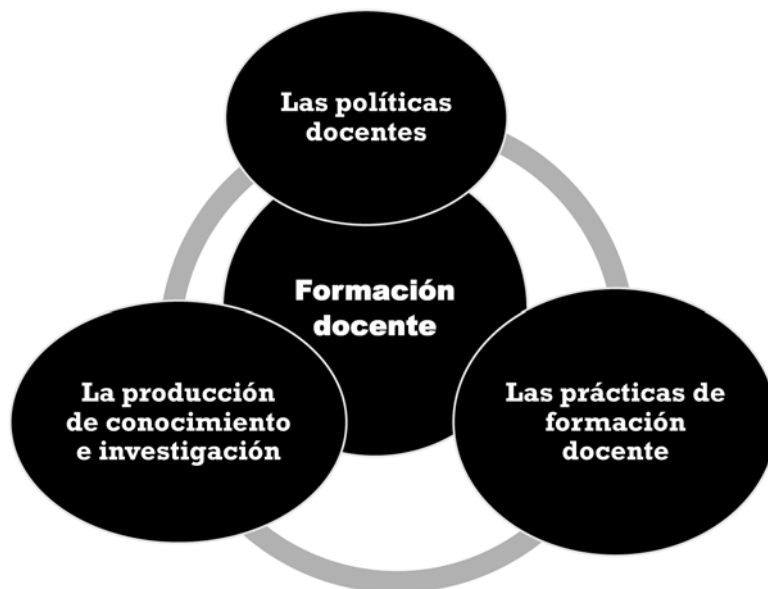 Las políticas
docentes
Formación
docente
La producción
de conocimiento
e investigación
Las prácticas de
formación
docente